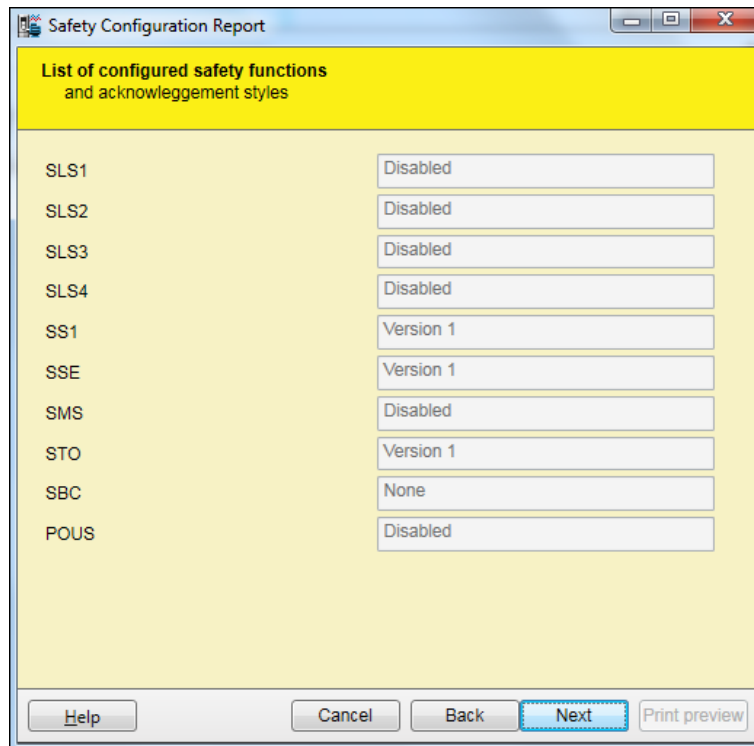 Safety Configuration Report
List of configured safety functions
and acknowleggement styles
SLS1 Disabled
SLS2 Disabled
SLS3 Disabled
SLS4 Disabled
SS1 Version 1
SSE Version 1
SMS Disabled
STO Version 1
SBC None
POUS Disabled
Help Cancel Back Next Print preview